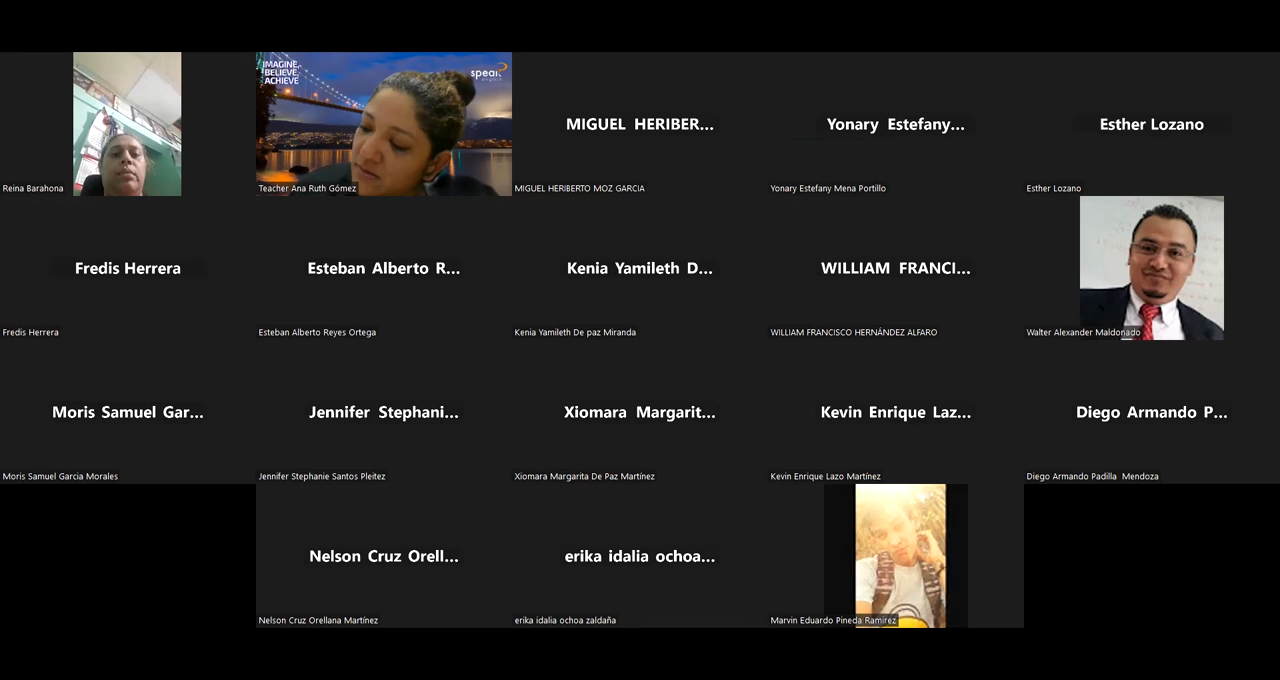 IMAGINE,
BELIEVE,
ACHIEVE
speak
MIGUEL HERIBER...
Yonary Estefany...
Esther Lozano
Reina Barahona
Teacher Ana Ruth Gómez
MIGUEL HERIBERTO MOZ GARCIA
Yonary Estefany Mena Portillo
Esther Lozano
Fredis Herrera
Esteban Alberto R...
Kenia Yamileth D...
WILLIAM FRANCI...
Fredis Herrera
Esteban Alberto Reyes Ortega
Kenia Yamileth De paz Miranda
WILLIAM FRANCISCO HERNÁNDEZ ALFARO
Walter Alexander Maldonado
Moris Samuel Gar...
Jennifer Stephani...
Xiomara Margarit...
Kevin Enrique Laz...
Diego Armando P...
Moris Samuel Garcia Morales
Jennifer Stephanie Santos Pleitez
Xiomara Margarita De Paz Martínez
Kevin Enrique Lazo Martínez
Diego Armando Padilla Mendoza
Nelson Cruz Orell...
erika idalia ochoa...
Nelson Cruz Orellana Martínez
erika idalia ochoa zaldaña
Marvin Eduardo Pineda Ramirez